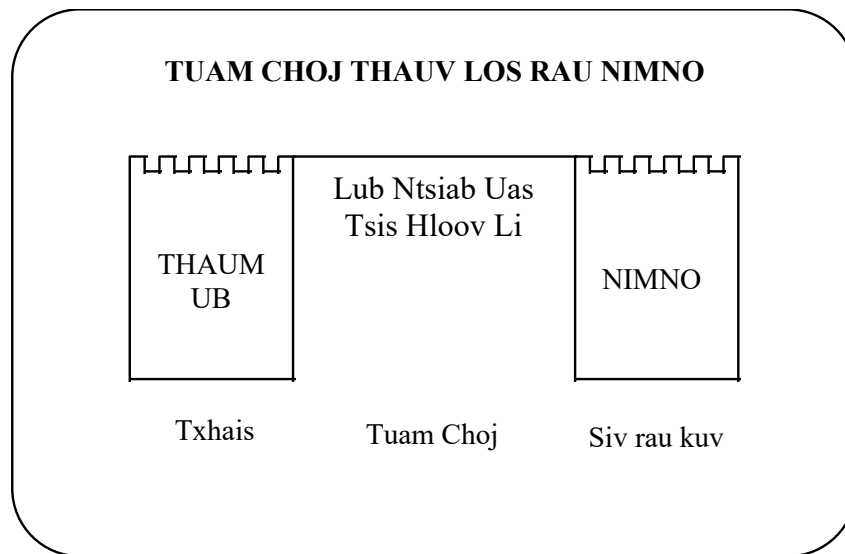 TUAM CHOJ THAUV LOS RAU NIMNO
Lub Ntsiab Uas
Tsis Hloov Li
THAUM
UB
NIMNO
Txhais
Tuam Choj
Siv rau kuv